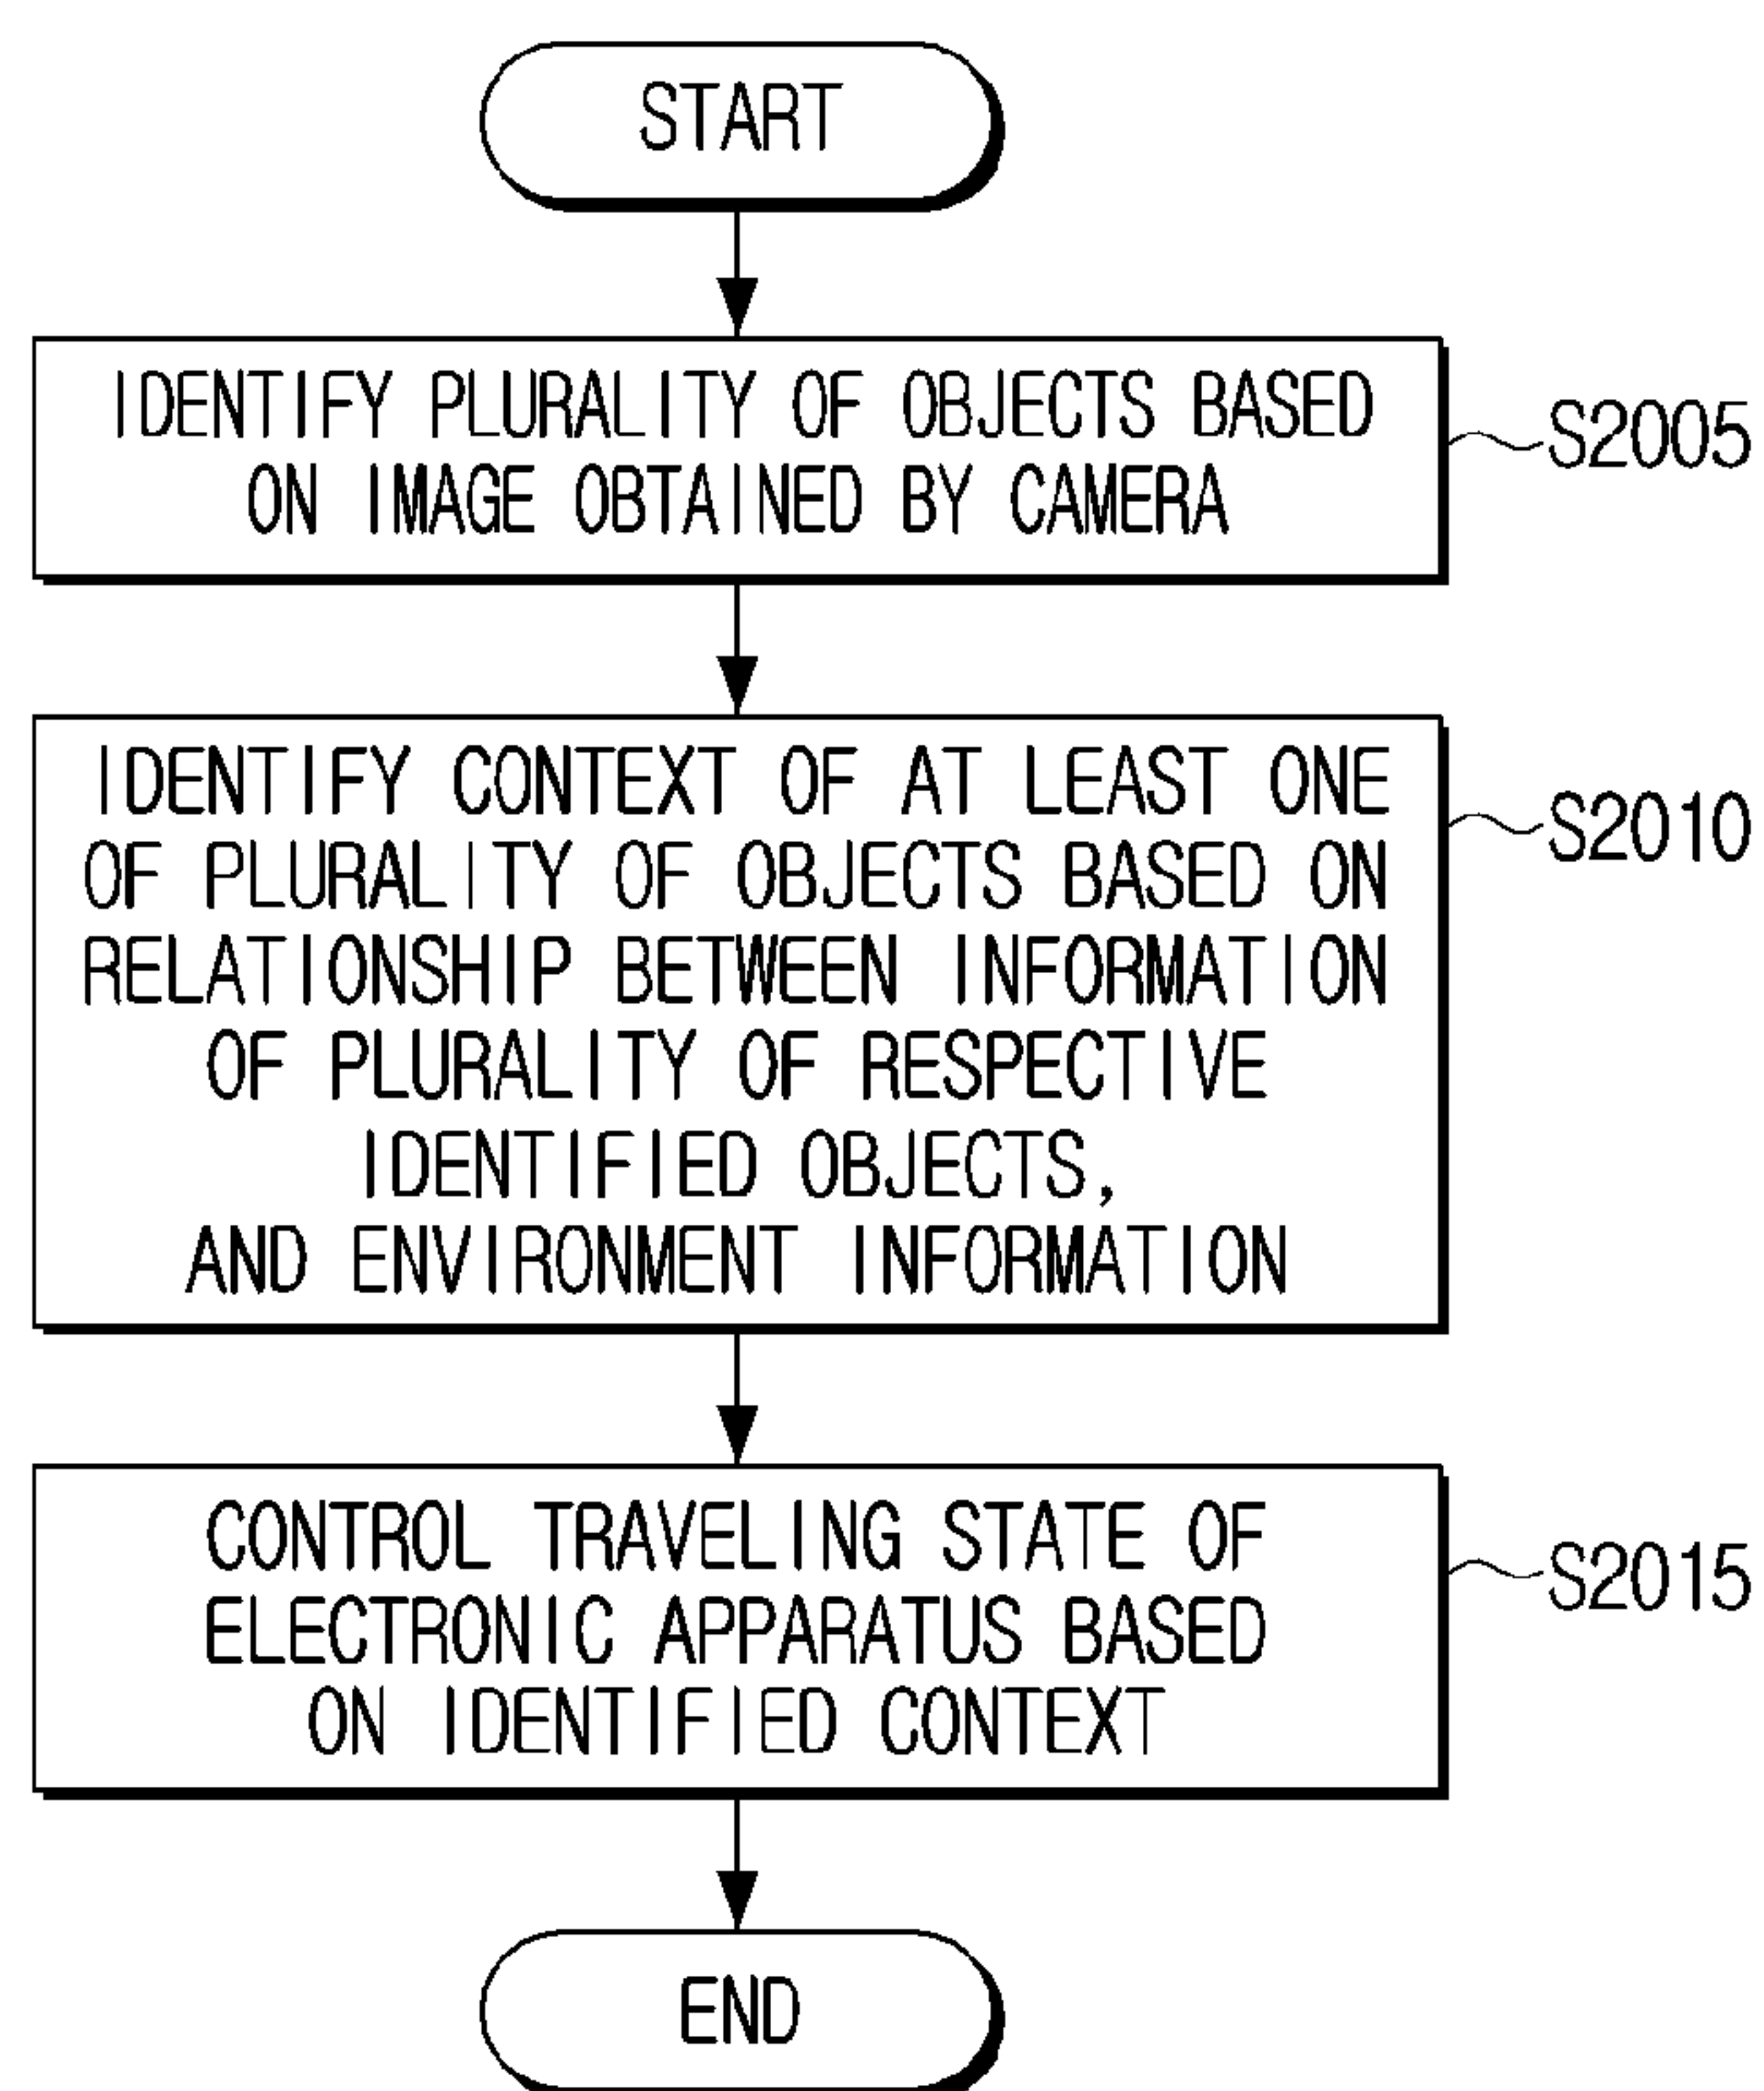 START
IDENTIFY PLURALITY OF OBJECTS BASED
ON IMAGE OBTAINED BY CAMERA
S2005
IDENTIFY CONTEXT OF AT LEAST ONE
OF PLURALITY OF OBJECTS BASED ON
RELATIONSHIP BETWEEN INFORMATION
OF PLURALITY OF RESPECTIVE
IDENTIFIED OBJECTS,
AND ENVIRONMENT INFORMATION
S2010
CONTROL TRAVELING STATE OF
ELECTRONIC APPARATUS BASED
ON IDENTIFIED CONTEXT
S2015
END